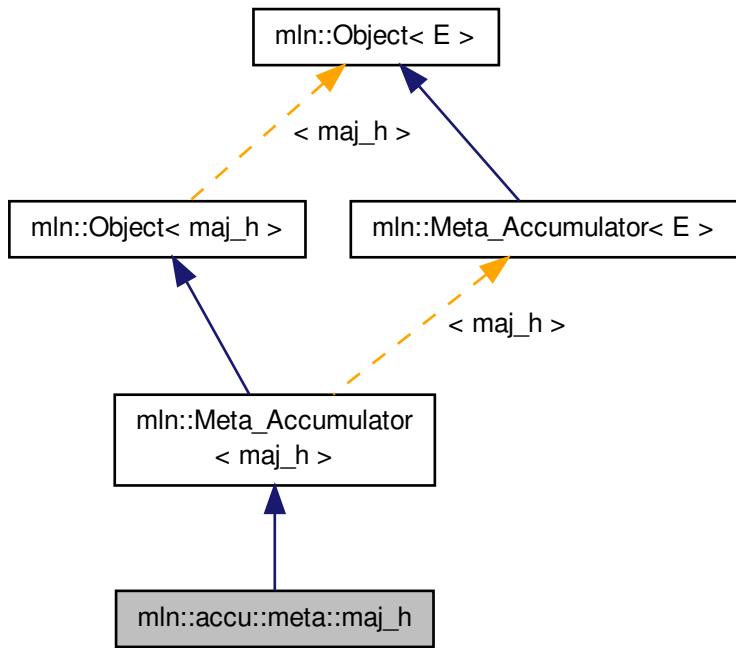 mln::Object< E >
< maj_h >
mln::Object< maj_h >
mln::Meta_Accumulator< E >
< maj_h >
mln::Meta_Accumulator
< maj_h >
mln::accu::meta::maj_h